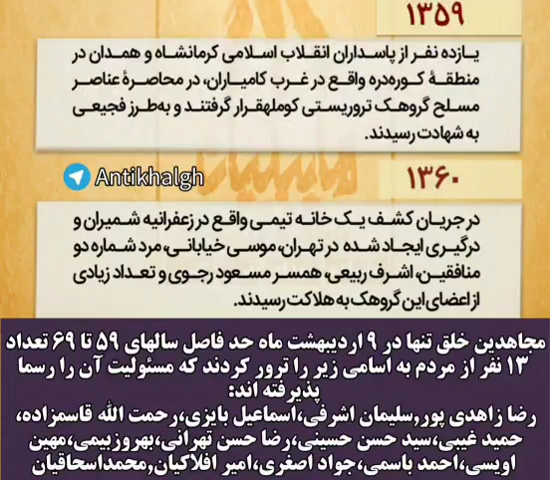 ۱۳۵۹
یازده نفر از پاسداران انقلاب اسلامی کرمانشاه و همدان در
منطقهٔ کوره‌دره واقع در غرب کامیاران، در محاصرهٔ عناصر
مسلح گروهک تروریستی کومله‌قرار گرفتند و به‌طرز فجیعی
به شهادت رسیدند.
Antikhalgh
۱۳۶۰
در جریان کشف یک خانه تیمی واقع در زعفرانیه شمیران و
درگیری ایجاد شده در تهران، موسی خیابانی، مرد شماره دو
منافقین، اشرف ربیعی، همسر مسعود رجوی و تعداد زیادی
از اعضای این گروهک به هلاکت رسیدند.
مجاهدین خلق تنها در ۹ اردیبهشت ماه حد فاصل سالهای ۵۹ تا ۶۹ تعداد
۱۳ نفر از مردم به اسامی زیر را ترور کردند که مسئولیت آن را رسما
پذیرفته اند:
رضا زاهدی پور,سلیمان اشرفی،اسماعیل بایزی،رحمت الله قاسمزاده،
حمید غیبی،سید حسن حسینی،رضا حسن تهرانی،بهروزبیمی،مهین
اویسی،احمد باسمی،جواد اصغری،امیر افلاکیان,محمداسحاقیان